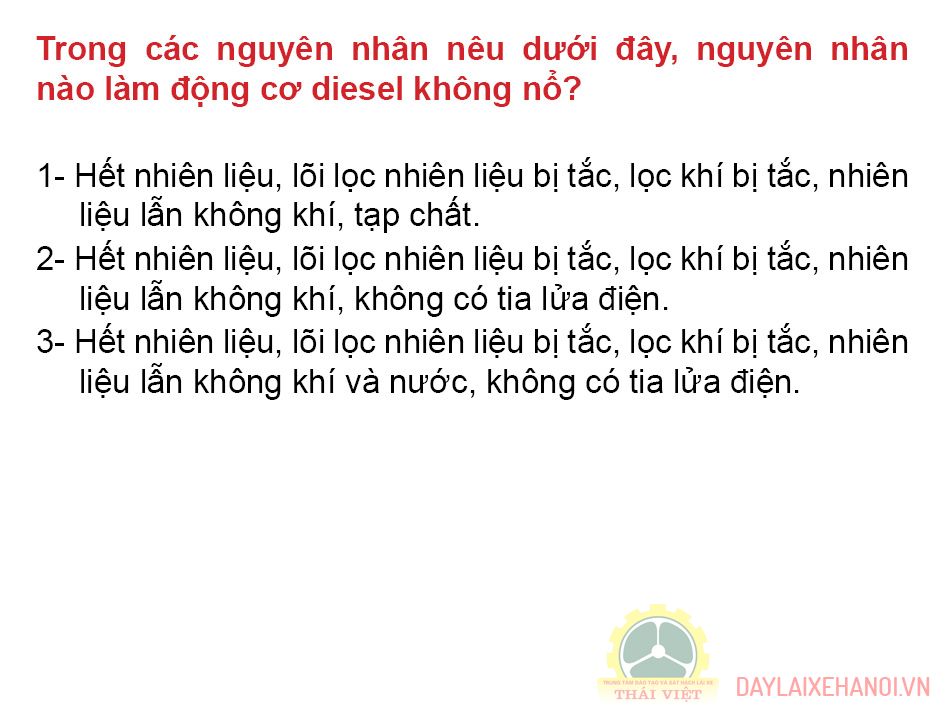 Trong các nguyên nhân nêu dưới đây, nguyên nhân
nào làm động cơ diesel không nổ?
1- Hết nhiên liệu, lõi lọc nhiên liệu bị tắc, lọc khí bị tắc, nhiên
liệu lẫn không khí, tạp chất.
2- Hết nhiên liệu, lõi lọc nhiên liệu bị tắc, lọc khí bị tắc, nhiên
liệu lẫn không khí, không có tia lửa điện.
3- Hết nhiên liệu, lõi lọc nhiên liệu bị tắc, lọc khí bị tắc, nhiên
liệu lẫn không khí và nước, không có tia lửa điện.
TRUNG TÂM ĐÀO TẠO VÀ SÁT HẠCH LÁI XE
THÁI VIỆT
DAYLAIXEHANOI.VN